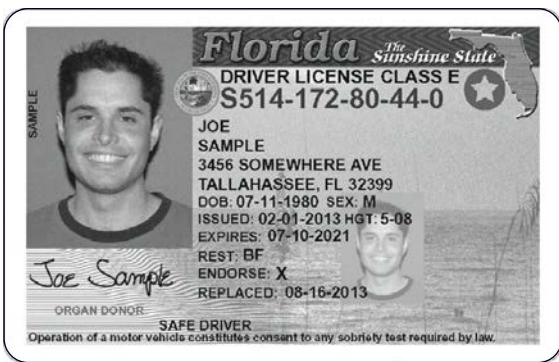 Florida The Sunshine State
SAMPLE
DRIVER LICENSE CLASS E
S514-172-80-44-0
JOE
SAMPLE
3456 SOMEWHERE AVE
TALLAHASSEE, FL 32399
DOB: 07-11-1980 SEX: M
ISSUED: 02-01-2013 HGT: 5-08
EXPIRES: 07-10-2021
REST: BF
ENDORSE: X
REPLACED: 08-16-2013
Joe Sample
ORGAN DONOR
SAFE DRIVER
Operation of a motor vehicle constitutes consent to any sobriety test required by law.